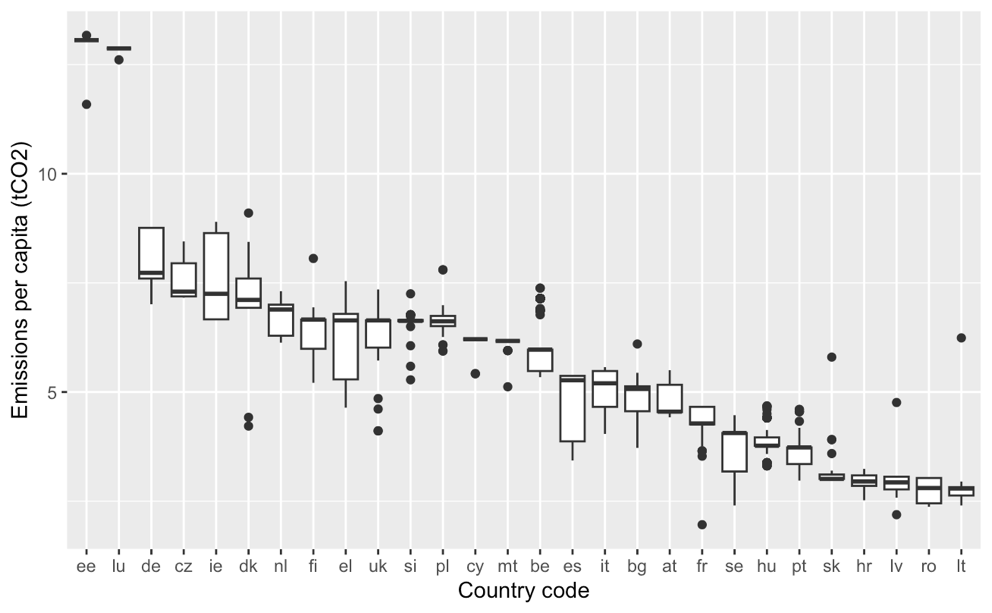 Emissions per capita (tCO2)
10
5
ee lu de cz ie dk nl fi el uk si pl cy mt be es it bg at fr se hu pt sk hr lv ro lt
Country code